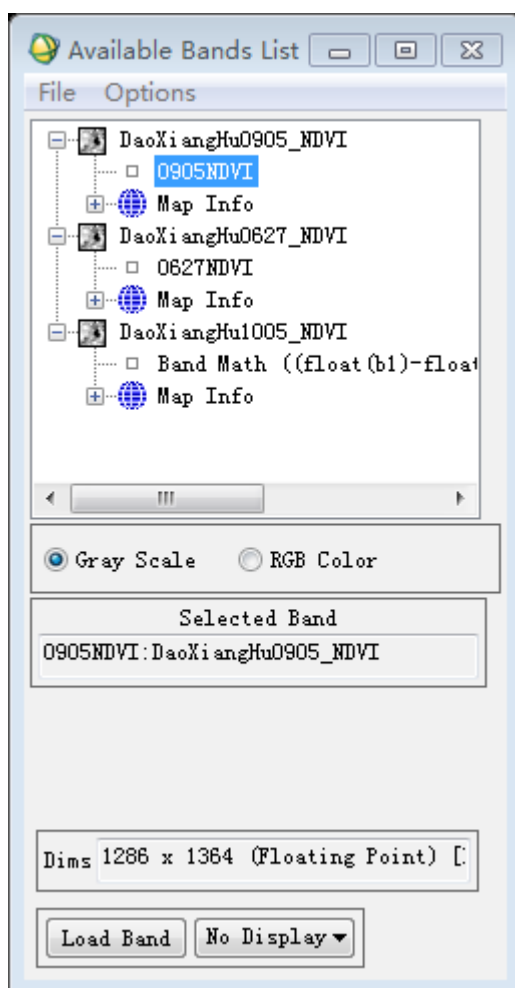 Available Bands List
File Options
DaoXiangHu0905_NDVI
0905NDVI
Map Info
DaoXiangHu0627_NDVI
0627NDVI
Map Info
DaoXiangHu1005_NDVI
Band Math ((float(b1)-float
Map Info
Gray Scale RGB Color
Selected Band
0905NDVI:DaoXiangHu0905_NDVI
Dims 1286 x 1364 (Floating Point) [
Load Band No Display